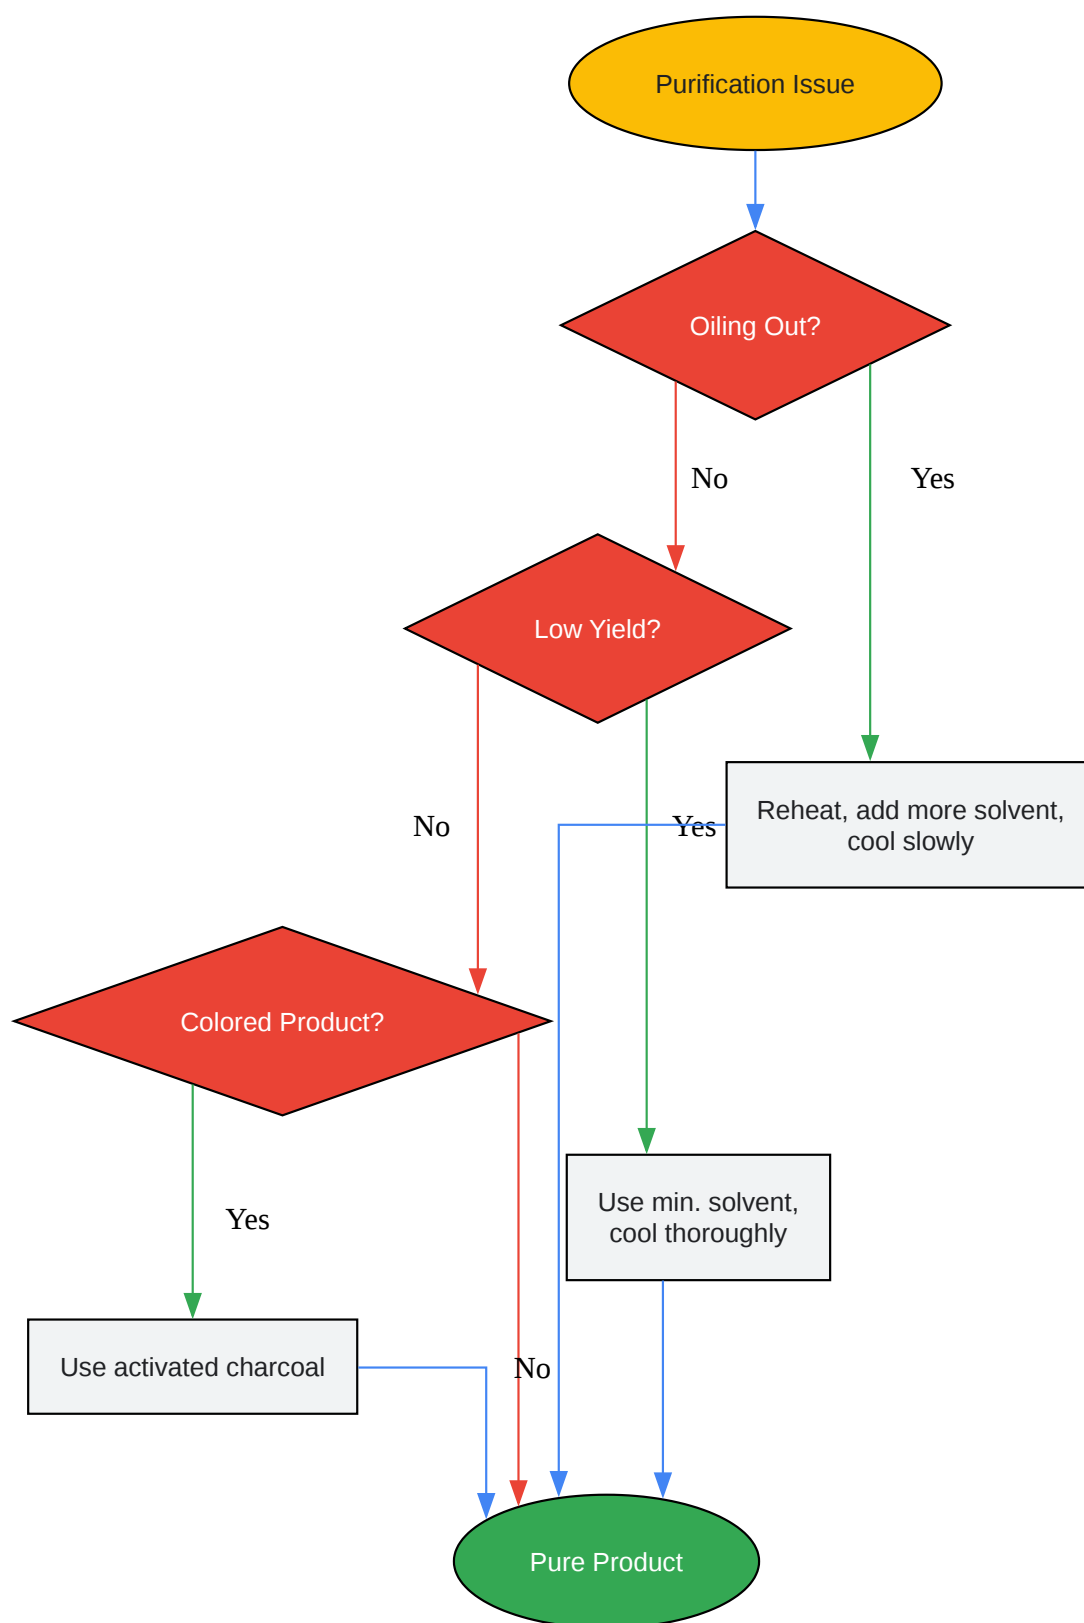 Purification Issue
Oiling Out?
No
Yes
Low Yield?
No
Yes
Reheat, add more solvent,
cool slowly
Colored Product?
Yes
Use min. solvent,
cool thoroughly
Use activated charcoal
No
Pure Product